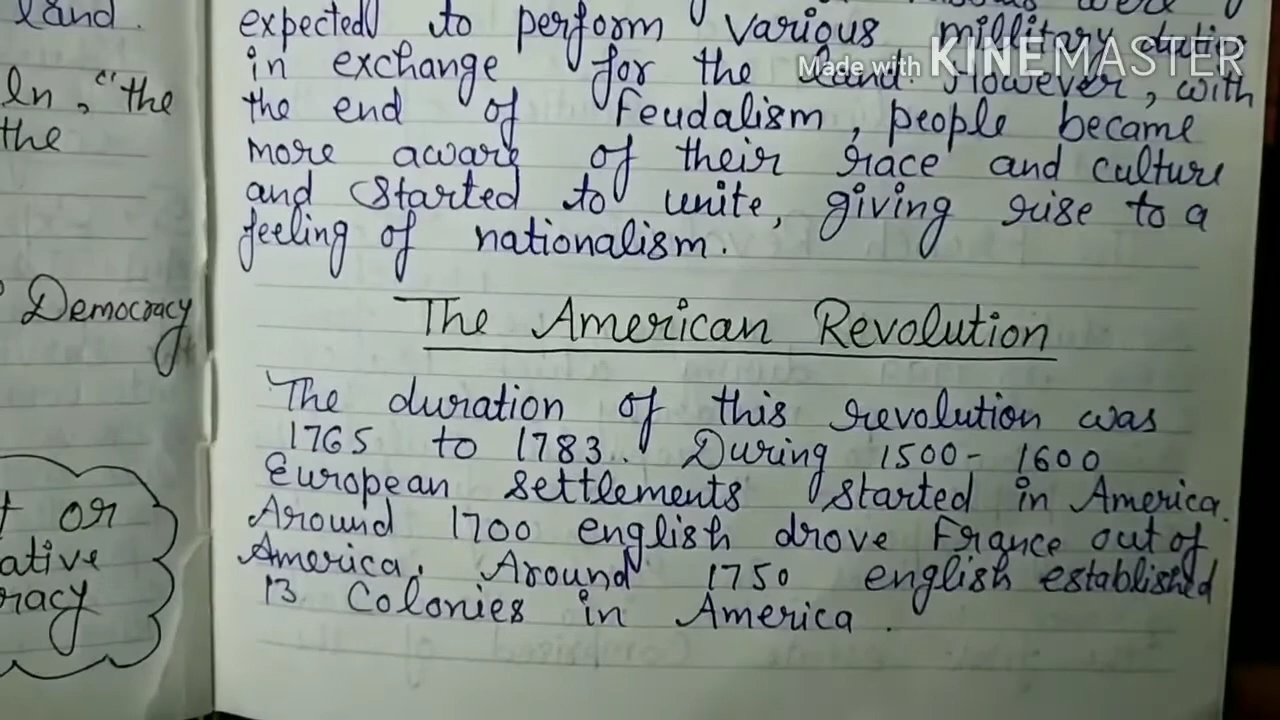 land.
In, "the
the
Democracy
t or
ative
racy
were
expected to perform various millitary duties
in exchange for the land. However, with
the end of Feudalism, people became
more aware of their race and culture
and started to unite, giving rise to a
feeling of nationalism.
The American Revolution
The duration of this revolution was
1765 to 1783.. During 1500- 1600
European settlements started in America.
Around 1700 english drove France out of
America. Around 1750 english established
13 Colonies in America.
Made with KINEMASTER